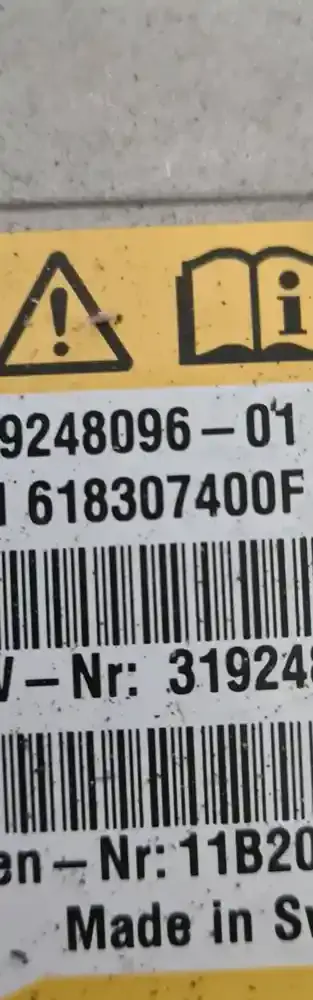 9248096-01
618307400F
-Nr: 31924
en-Nr: 11B20
Made in S